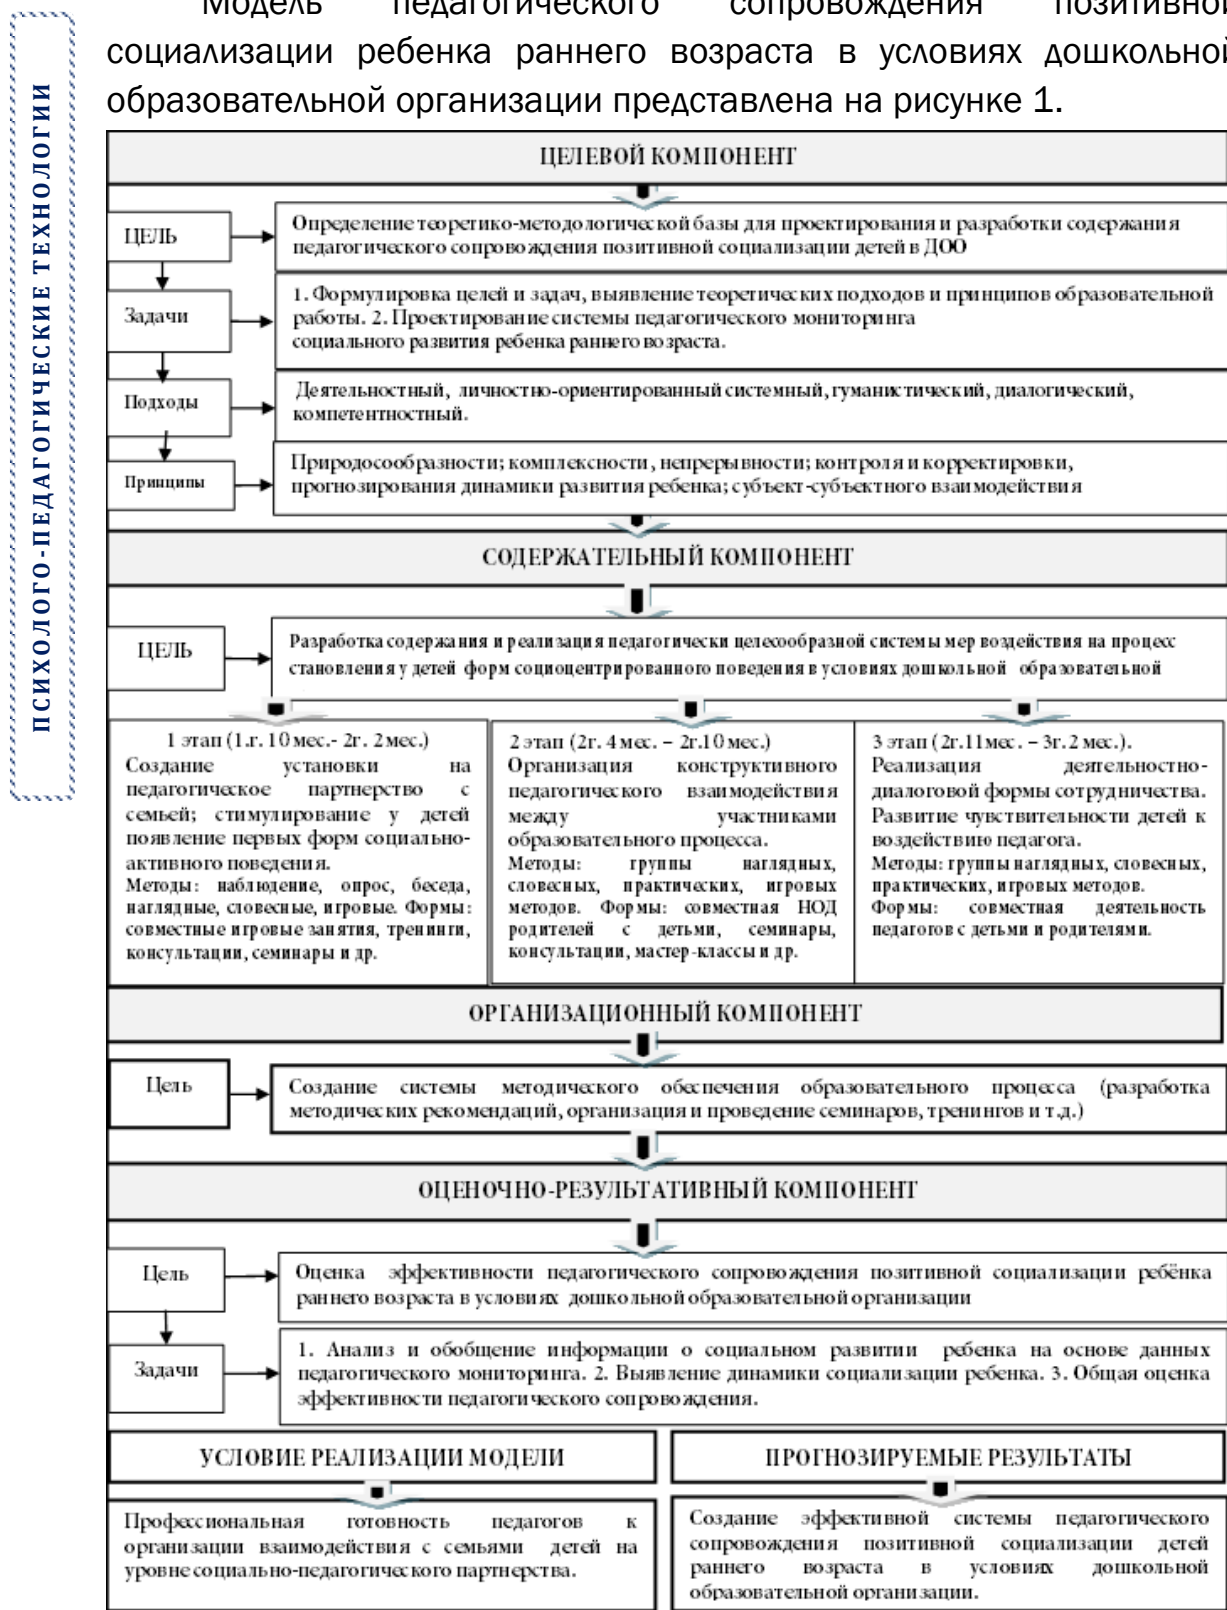 ПСИХОЛОГО-ПЕДАГОГИЧЕСКИЕ ТЕХНОЛОГИИ
Модель педагогического сопровождения позитивной
социализации ребенка раннего возраста в условиях дошкольной
образовательной организации представлена на рисунке 1.
ЦЕЛЕВОЙ КОМПОНЕНТ
ЦЕЛЬ
Определение теоретико-методологической базы для проектирования и разработки содержания
педагогического сопровождения позитивной социализации детей в ДОО
Задачи
1. Формулировка целей и задач, выявление теоретических подходов и принципов образовательной
работы. 2. Проектирование системы педагогического мониторинга
социального развития ребенка раннего возраста.
Подходы
Деятельностный, личностно-ориентированный системный, гуманистический, диалогический,
компетентностный.
Принципы
Природосообразности; комплексности, непрерывности; контроля и корректировки,
прогнозирования динамики развития ребенка; субъект-субъектного взаимодействия
СОДЕРЖАТЕЛЬНЫЙ КОМПОНЕНТ
ЦЕЛЬ
Разработка содержания и реализация педагогически целесообразной системы мер воздействия на процесс
становления у детей форм социоцентрированного поведения в условиях дошкольной образовательной
1 этап (1.г. 10 мес.- 2г. 2мес.)
Создание установки на
педагогическое партнерство с
семьей; стимулирование у детей
появление первых форм социально-
активного поведения.
Методы: наблюдение, опрос, беседа,
наглядные, словесные, игровые. Формы:
совместные игровые занятия, тренинги,
консультации, семинары и др.
2 этап (2г. 4 мес. – 2г.10 мес.)
Организация конструктивного
педагогического взаимодействия
между участниками
образовательного процесса.
Методы: группы наглядных,
словесных, практических, игровых
методов. Формы: совместная НОД
родителей с детьми, семинары,
консультации, мастер-классы и др.
3 этап (2г.11мес. – 3г.2 мес.).
Реализация деятельностно-
диалоговой формы сотрудничества.
Развитие чувствительности детей к
воздействию педагога.
Методы: группы наглядных, словесных,
практических, игровых методов.
Формы: совместная деятельность
педагогов с детьми и родителями.
ОРГАНИЗАЦИОННЫЙ КОМПОНЕНТ
Цель
Создание системы методического обеспечения образовательного процесса (разработка
методических рекомендаций, организация и проведение семинаров, тренингов и т.д.)
ОЦЕНОЧНО-РЕЗУЛЬТАТИВНЫЙ КОМПОНЕНТ
Цель
Оценка эффективности педагогического сопровождения позитивной социализации ребёнка
раннего возраста в условиях дошкольной образовательной организации
Задачи
1. Анализ и обобщение информации о социальном развитии ребенка на основе данных
педагогического мониторинга. 2. Выявление динамики социализации ребенка. 3. Общая оценка
эффективности педагогического сопровождения.
УСЛОВИЕ РЕАЛИЗАЦИИ МОДЕЛИ
Профессиональная готовность педагогов к
организации взаимодействия с семьями детей на
уровне социально-педагогического партнерства.
ПРОГНОЗИРУЕМЫЕ РЕЗУЛЬТАТЫ
Создание эффективной системы педагогического
сопровождения позитивной социализации детей
раннего возраста в условиях дошкольной
образовательной организации.